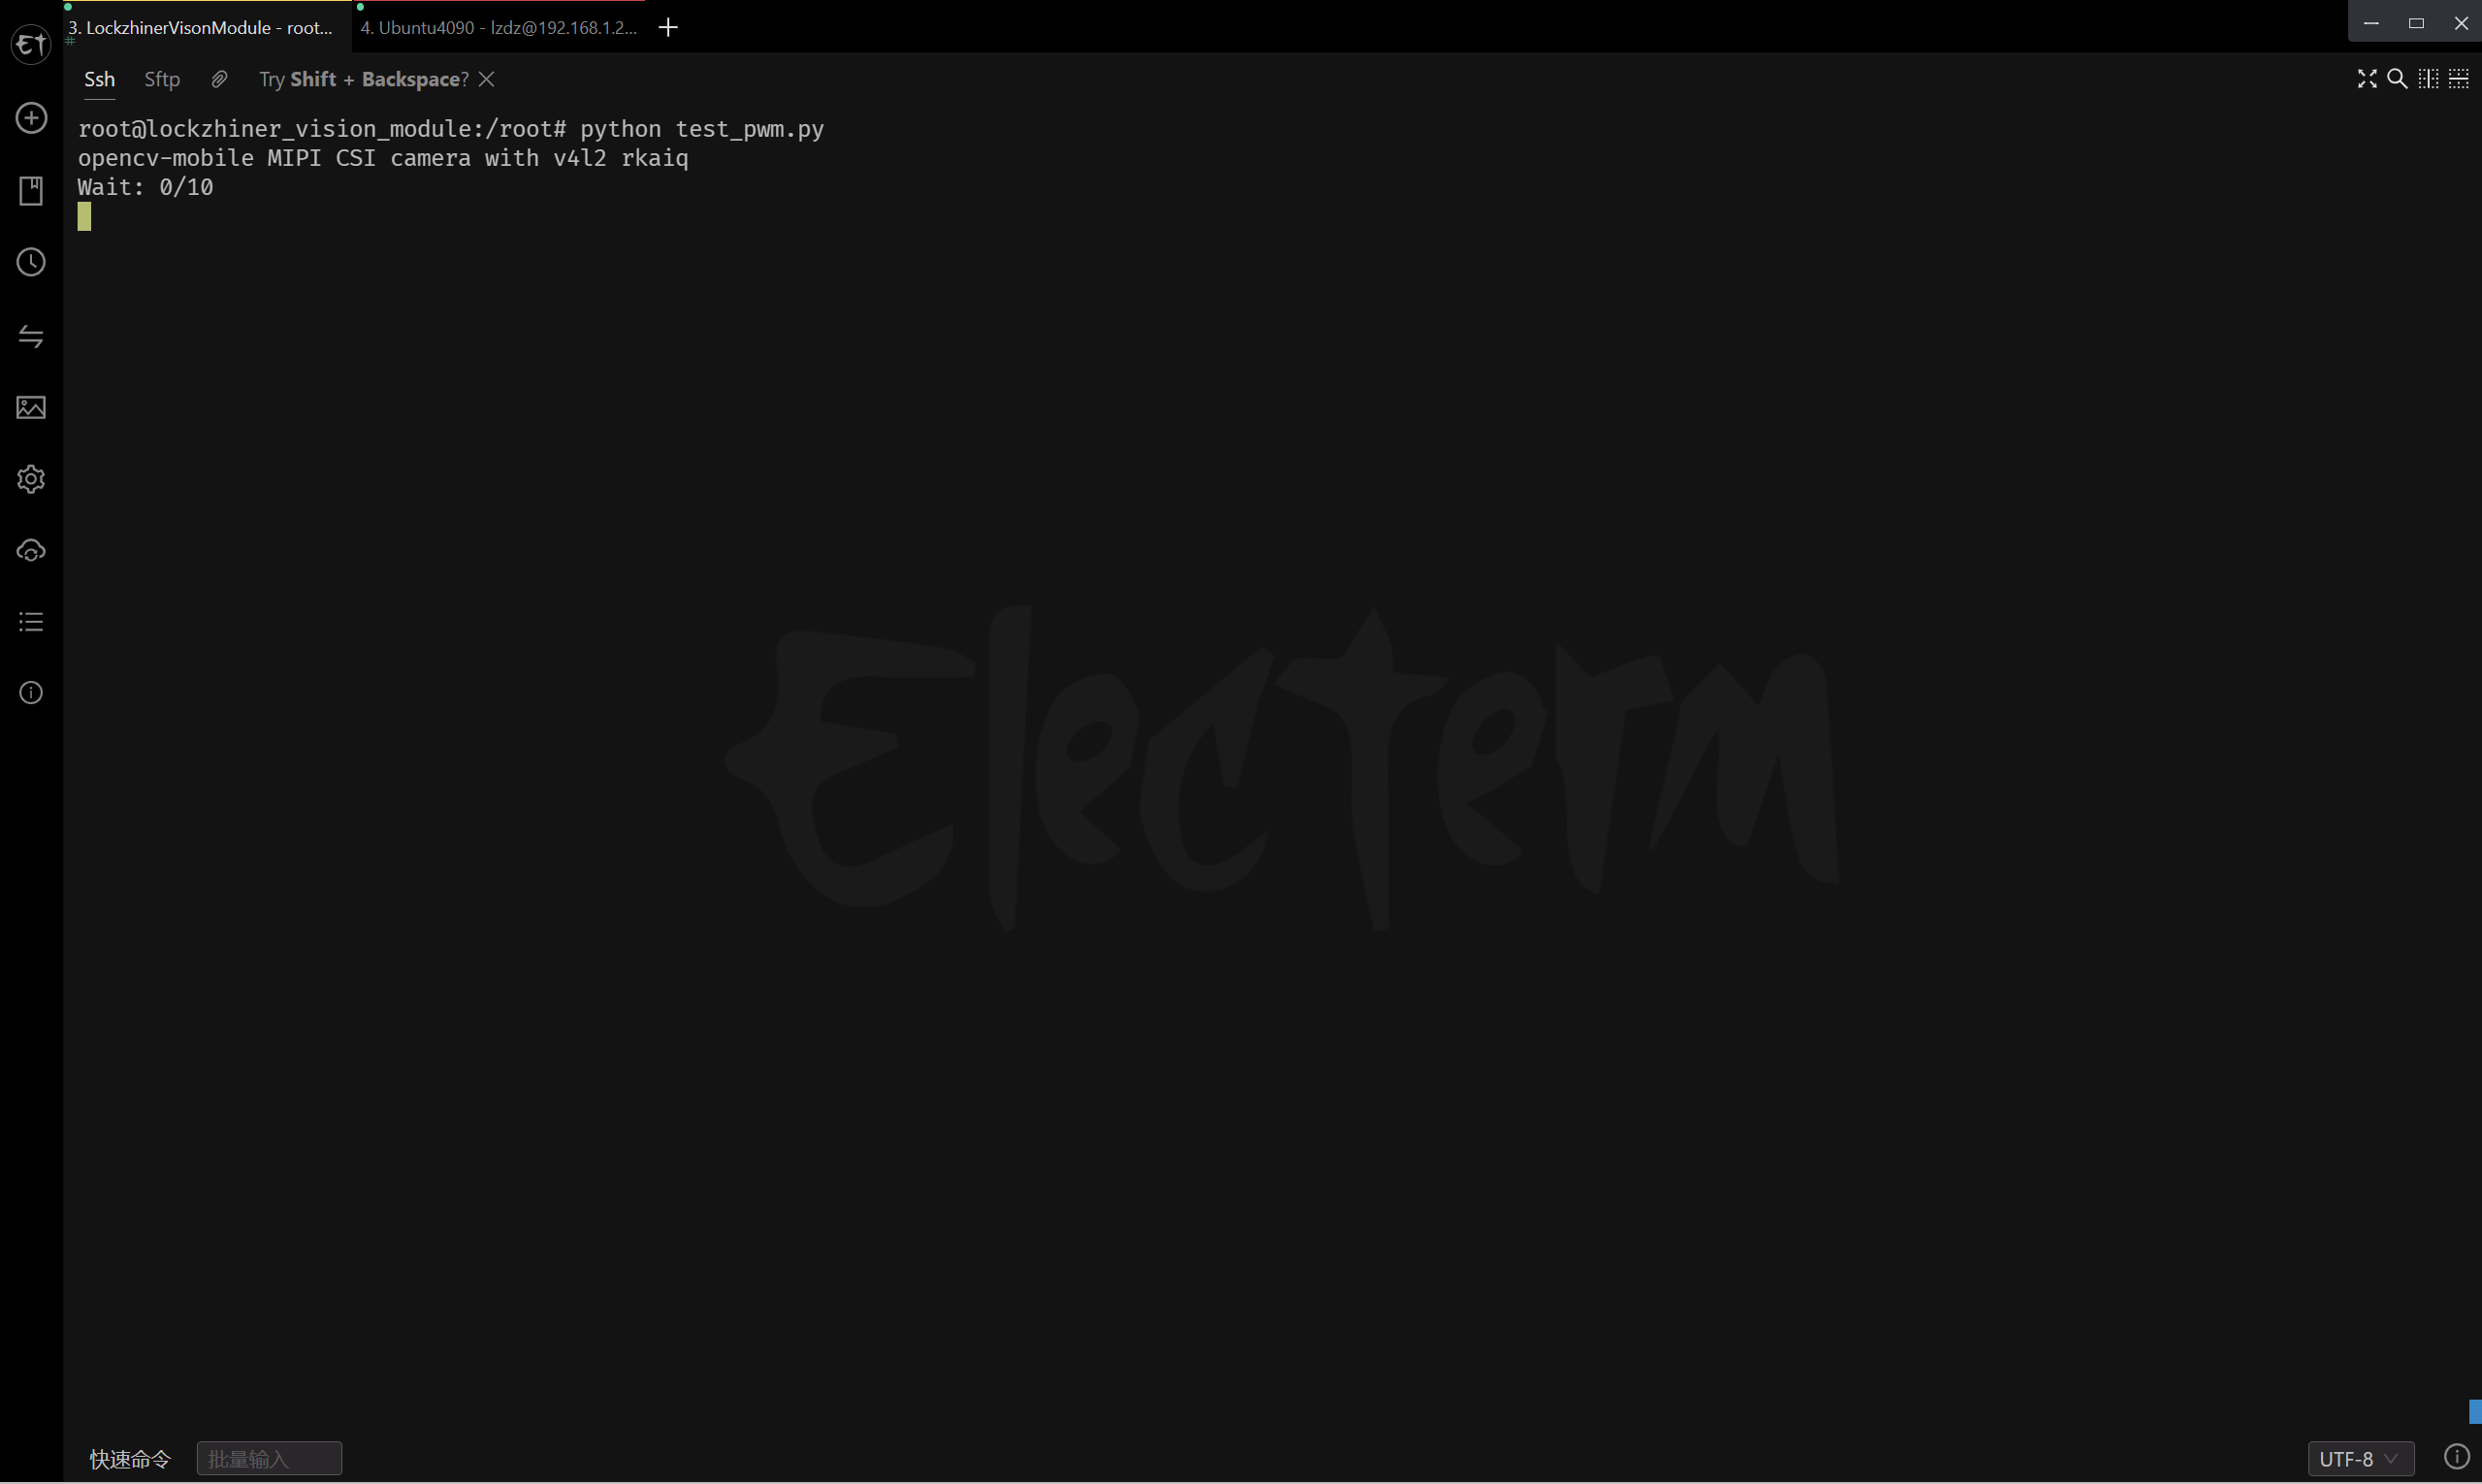 3. LockzhinerVisonModule - root...
4. Ubuntu4090 - lzdz@192.168.1.2...
Ssh
Sftp
Try Shift + Backspace?
root@lockzhiner_vision_module:/root# python test_pwm.py
opencv-mobile MIPI CSI camera with v4l2 rkaiq
Wait: 0/10
Electerm
快速命令
批量输入
UTF-8